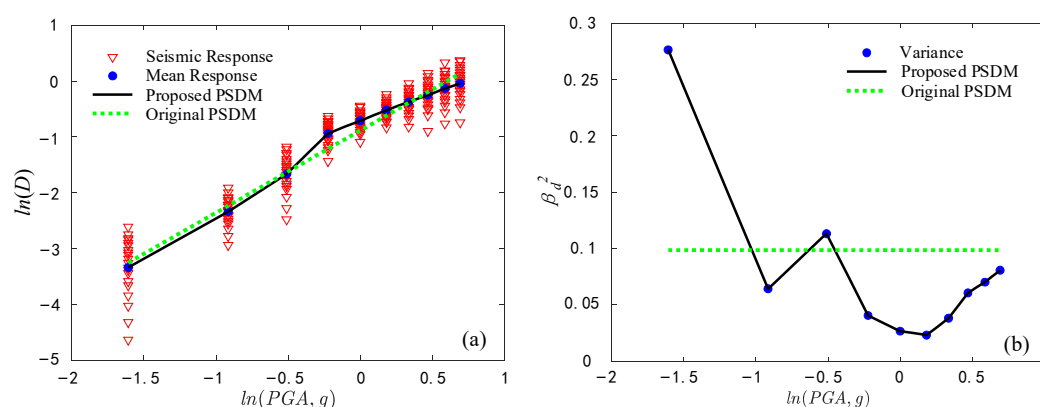 1
0
−1
−2
−3
−4
−5
ln(D)
Seismic Response
Mean Response
Proposed PSDM
Original PSDM
(a)
−2 −1.5 −1 −0.5 0 0.5 1
ln(PGA, g)
0.3
0.25
0.2
0.15
0.1
0.05
0
β_d^2
Variance
Proposed PSDM
Original PSDM
(b)
−2 −1.5 −1 −0.5 0 0.5 1
ln(PGA, g)